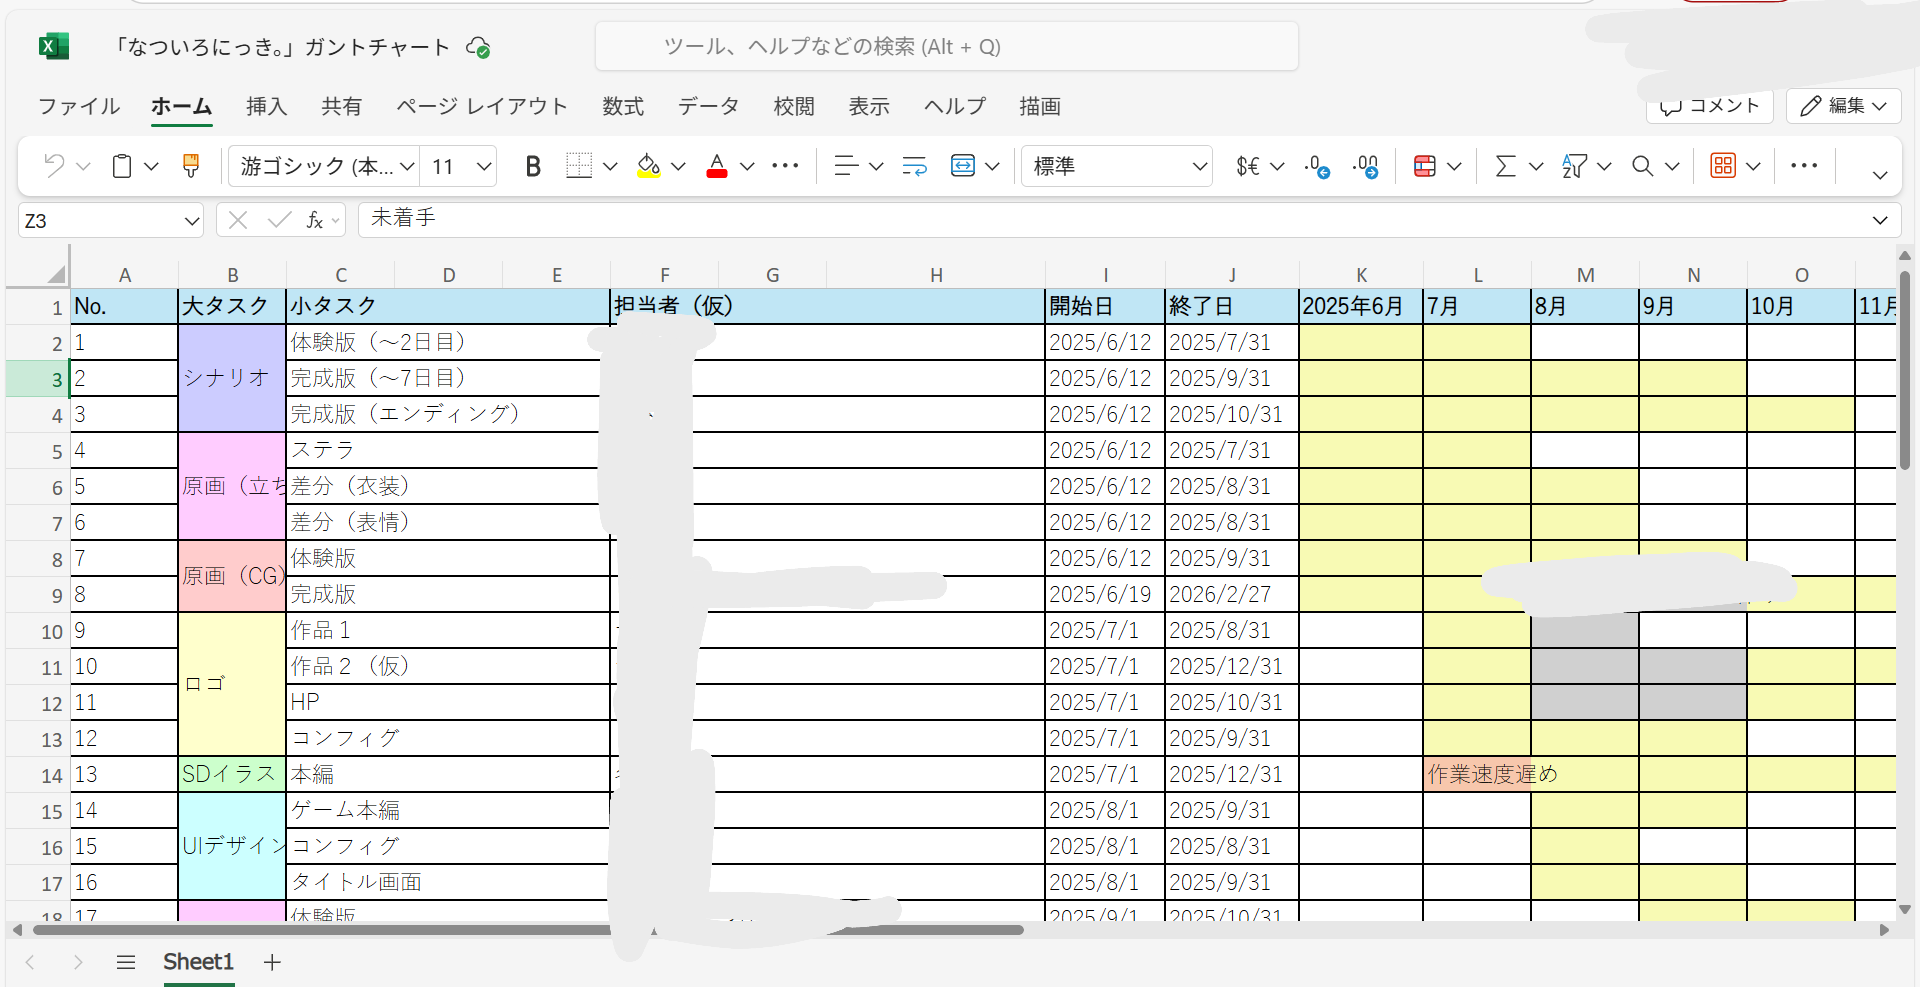 「なついろにっき。」ガントチャート
ツール、ヘルプなどの検索 (Alt + Q)
ファイル ホーム 挿入 共有 ページ レイアウト 数式 データ 校閲 表示 ヘルプ 描画
コメント 編集
游ゴシック (本... 11 B A 標準 $€
Z3 fx 未着手
A B C D E F G H I J K L M N O
1 No. 大タスク 小タスク 担当者（仮） 開始日 終了日 2025年6月 7月 8月 9月 10月 11月
2 1 シナリオ 体験版（～2日目） 2025/6/12 2025/7/31
3 2 完成版（～7日目） 2025/6/12 2025/9/31
4 3 完成版（エンディング） 2025/6/12 2025/10/31
5 4 原画（立ち ステラ 2025/6/12 2025/7/31
6 5 差分（衣装） 2025/6/12 2025/8/31
7 6 差分（表情） 2025/6/12 2025/8/31
8 7 原画（CG） 体験版 2025/6/12 2025/9/31
9 8 完成版 2025/6/19 2026/2/27
10 9 ロゴ 作品１ 2025/7/1 2025/8/31
11 10 作品２（仮） 2025/7/1 2025/12/31
12 11 HP 2025/7/1 2025/10/31
13 12 コンフィグ 2025/7/1 2025/9/31
14 13 SDイラス 本編 2025/7/1 2025/12/31 作業速度遅め
15 14 UIデザイン ゲーム本編 2025/8/1 2025/9/31
16 15 コンフィグ 2025/8/1 2025/8/31
17 16 タイトル画面 2025/8/1 2025/9/31
18 17 体験版 2025/9/1 2025/10/31
Sheet1